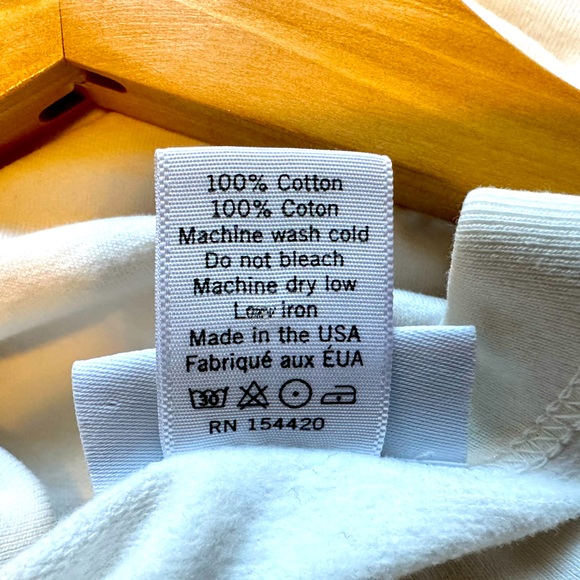 100% Cotton
100% Coton
Machine wash cold
Do not bleach
Machine dry low
Low iron
Made in the USA
Fabriqué aux ÉUA
30
RN 154420